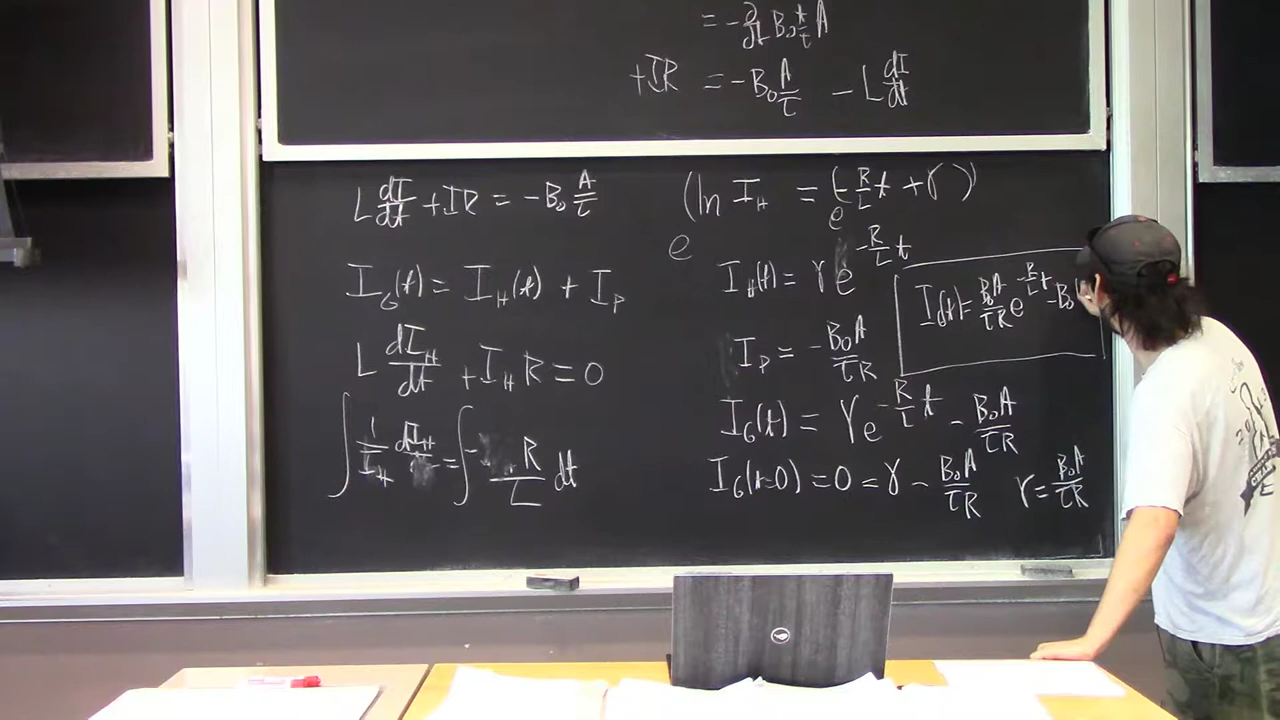 = -∂/∂t B₀ t/τ A
+IR = -B₀ A/τ - L dI/dt
L dI/dt + IR = -B₀ A/τ
I_G(t) = I_H(t) + I_P
L dI_H/dt + I_H R = 0
∫ 1/I_H dI_H = ∫ - R/L dt
(ln I_H = (-R/L t + γ))
e e
I_H(t) = γ e^(-R/L t)
I_P = - B₀A/τR
I_G(t) = γ e^(-R/L t) - B₀A/τR
I_G(t=0) = 0 = γ - B₀A/τR γ = B₀A/τR
I_G(t) = B₀A/τR e^(-R/L t) - B₀